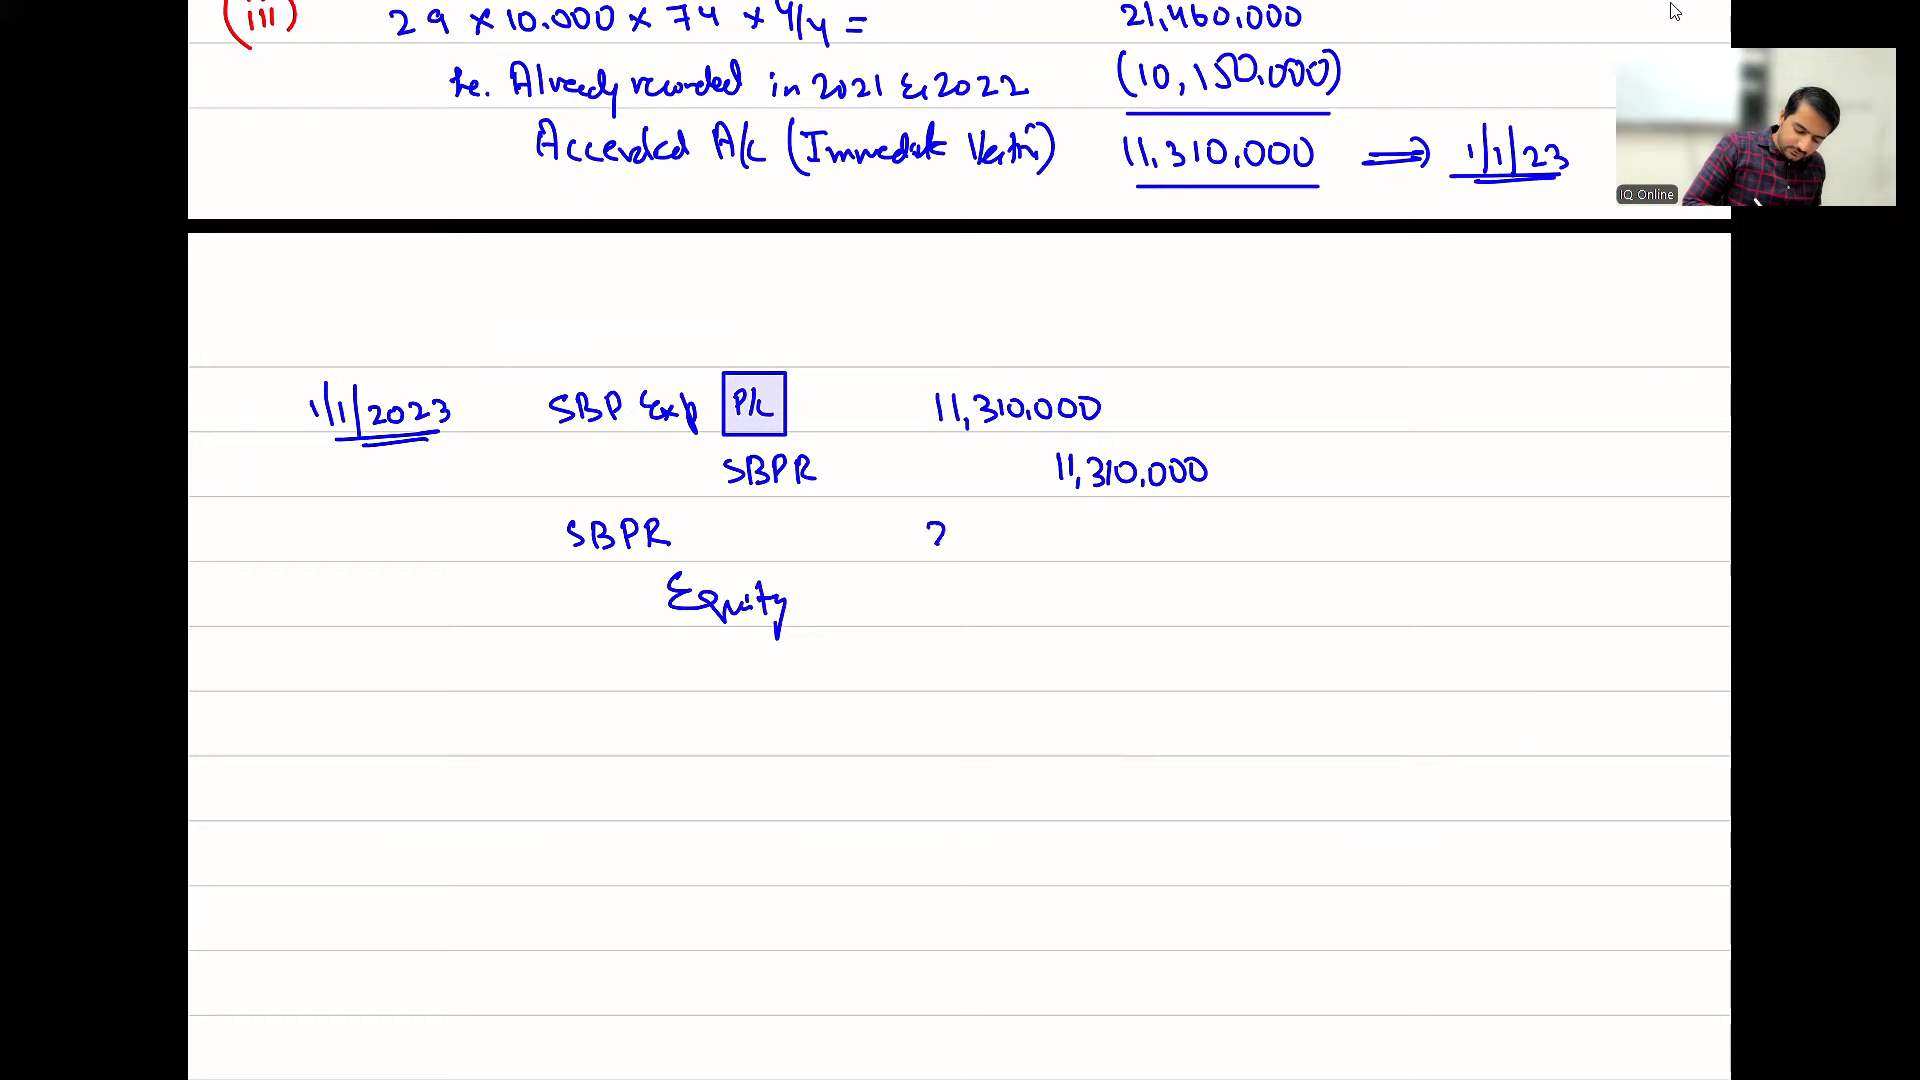 (iii) 29 × 10.000 × 74 × 4/4 = 21,460,000
Already recorded in 2021 & 2022 (10,150.000)
A/c (Immediate 11,310,000 ⟹ 1/1/23
IQ Online
1/1/2023 SBP Exp P/L 11,310.000
SBPR 11,310,000
SBPR ?
Equity